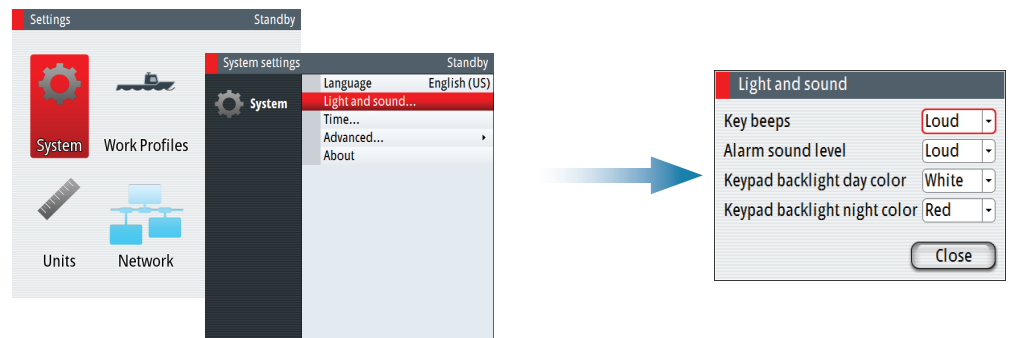 Settings Standby
System Work Profiles
Units Network
System settings Standby
System
Language English (US)
Light and sound...
Time...
Advanced...
About
Light and sound
Key beeps Loud
Alarm sound level Loud
Keypad backlight day color White
Keypad backlight night color Red
Close